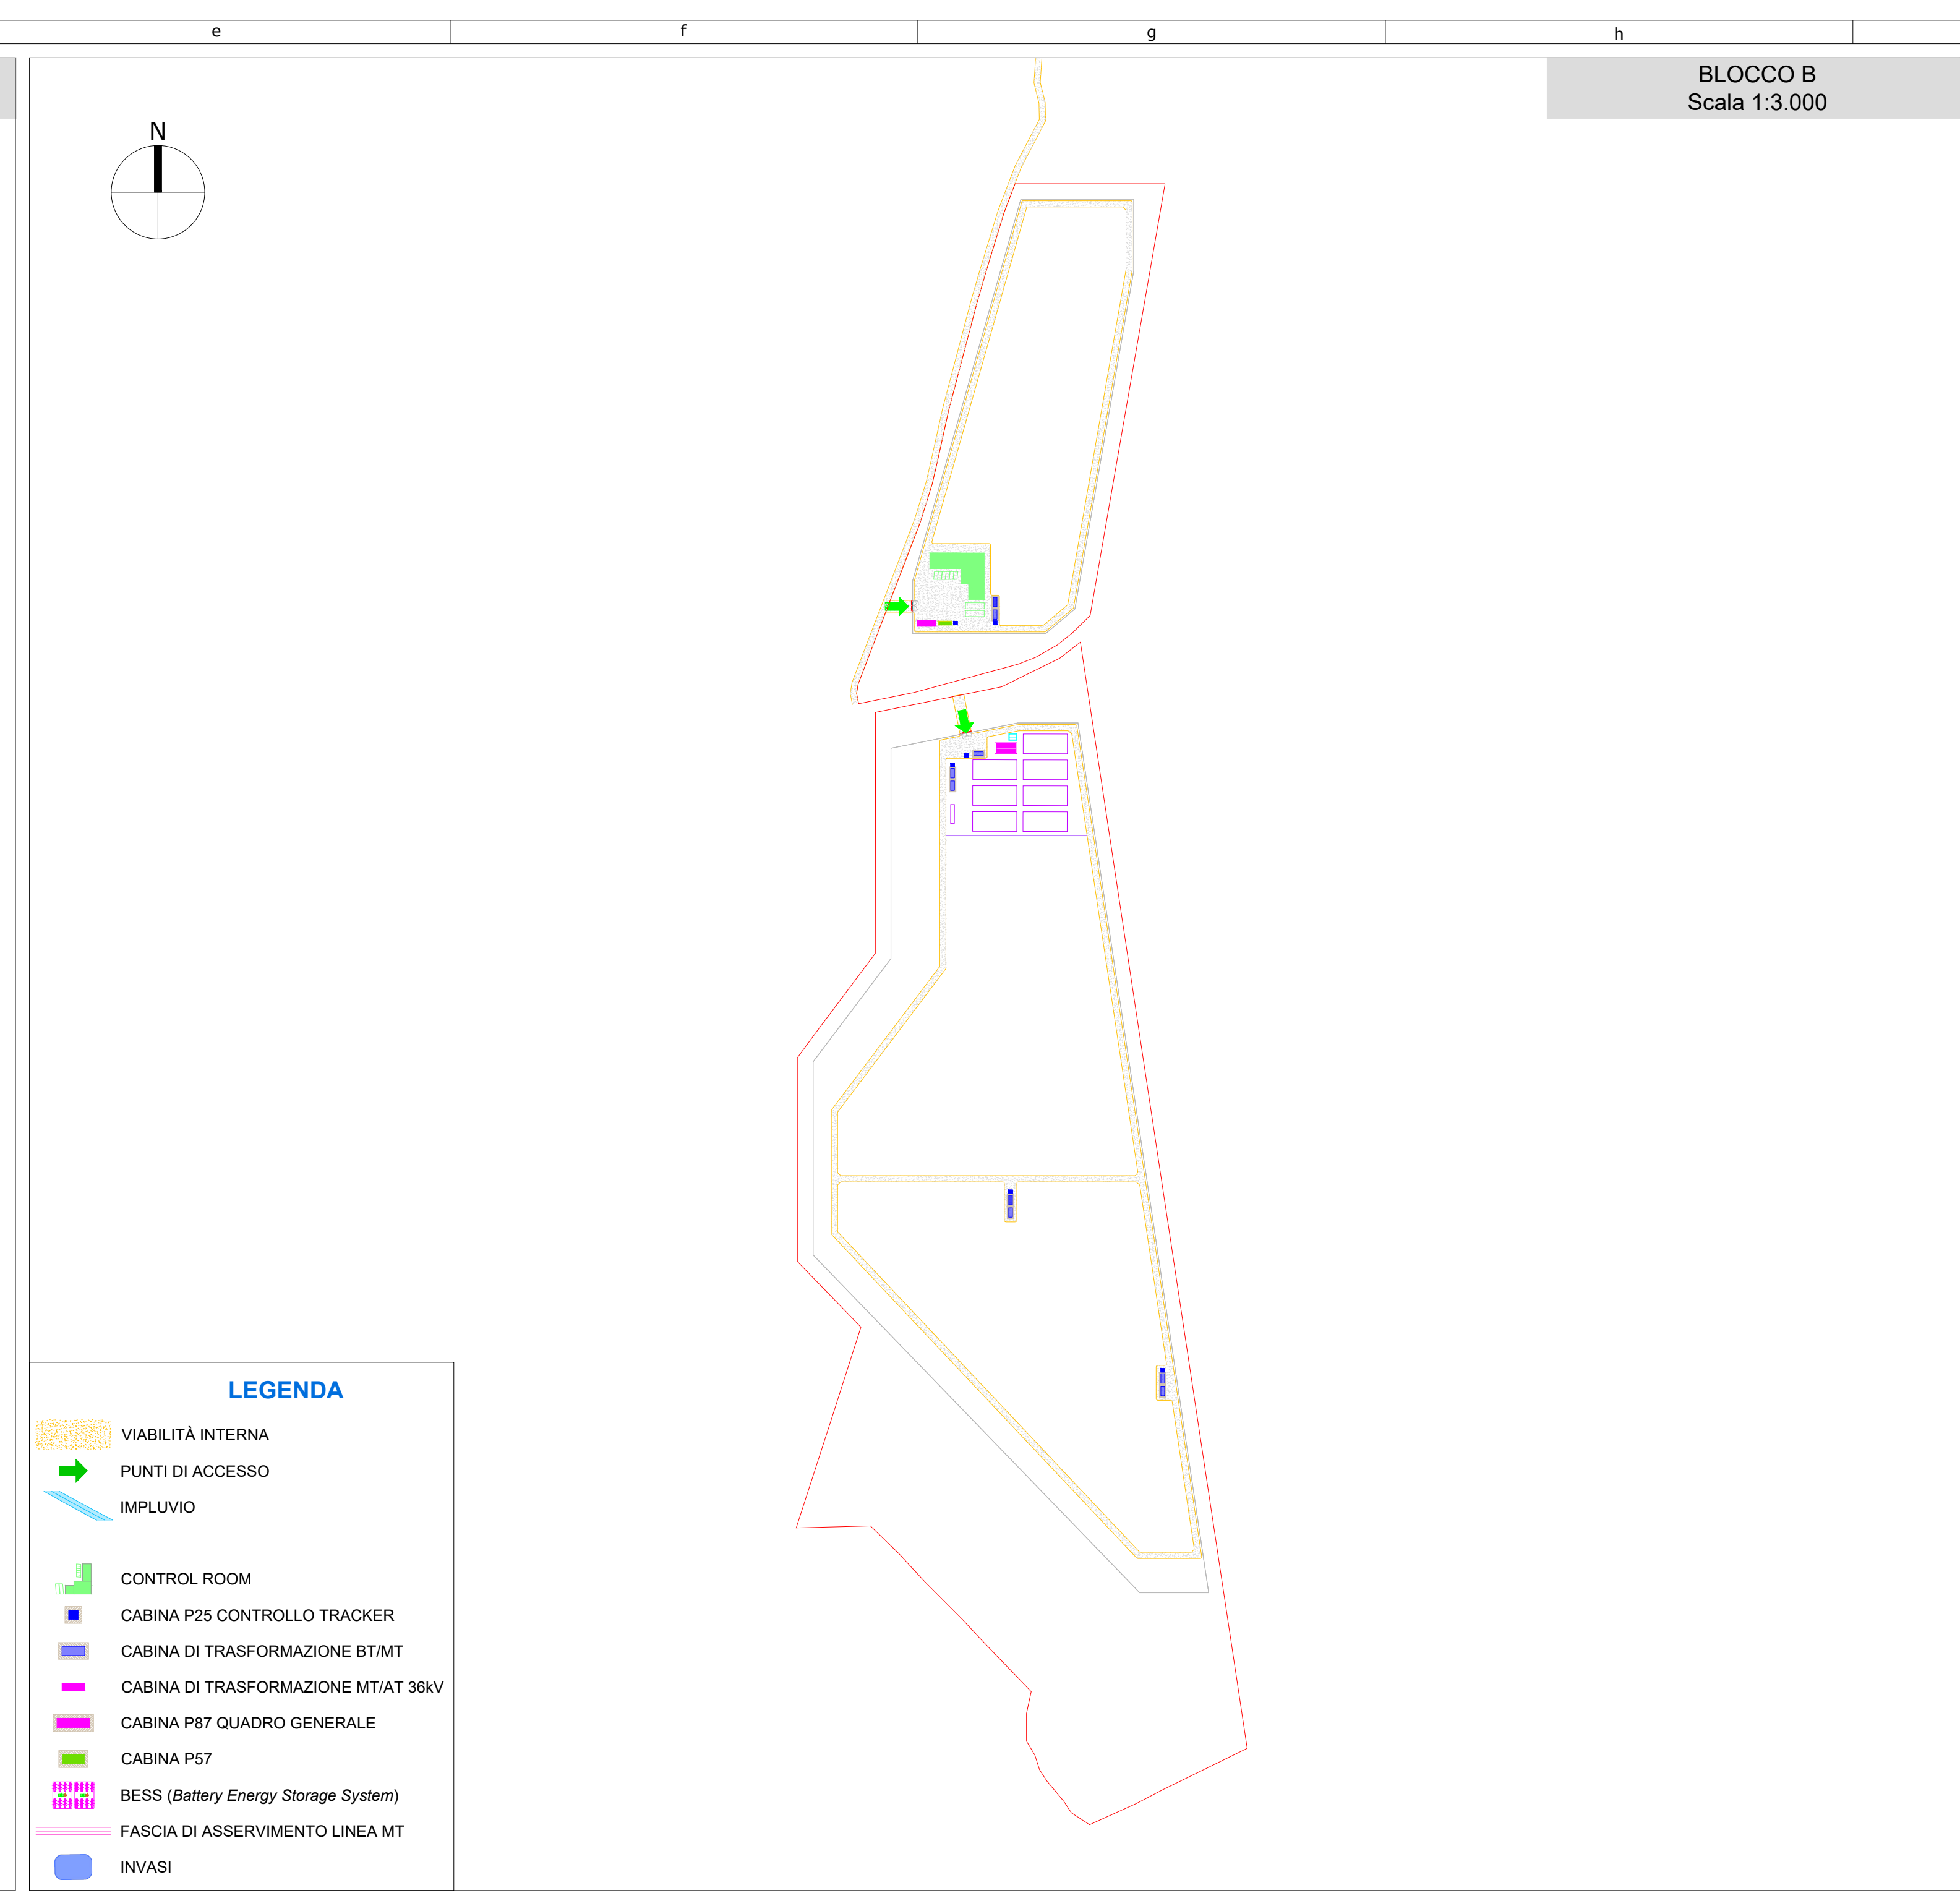 e
f
g
h
BLOCCO B
Scala 1:3.000
N
LEGENDA
VIABILITÀ INTERNA
PUNTI DI ACCESSO
IMPLUVIO
CONTROL ROOM
CABINA P25 CONTROLLO TRACKER
CABINA DI TRASFORMAZIONE BT/MT
CABINA DI TRASFORMAZIONE MT/AT 36kV
CABINA P87 QUADRO GENERALE
CABINA P57
BESS (Battery Energy Storage System)
FASCIA DI ASSERVIMENTO LINEA MT
INVASI